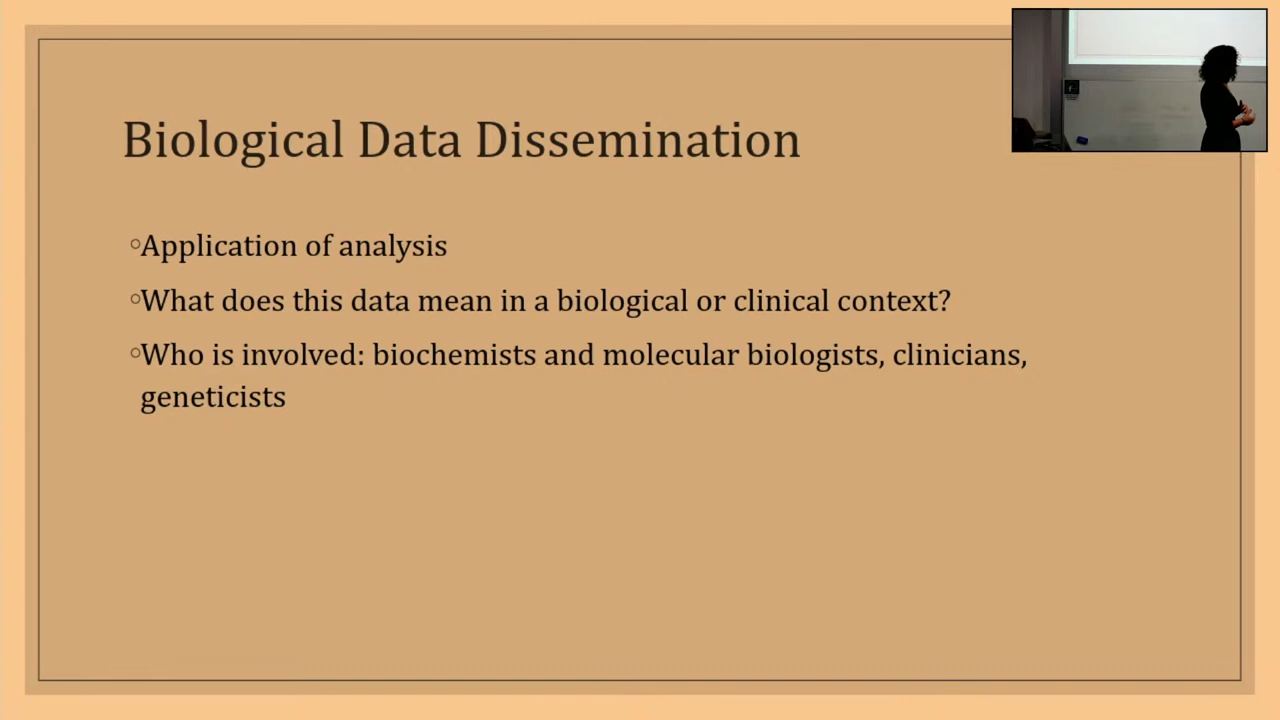 Biological Data Dissemination
◦Application of analysis
◦What does this data mean in a biological or clinical context?
◦Who is involved: biochemists and molecular biologists, clinicians,
geneticists